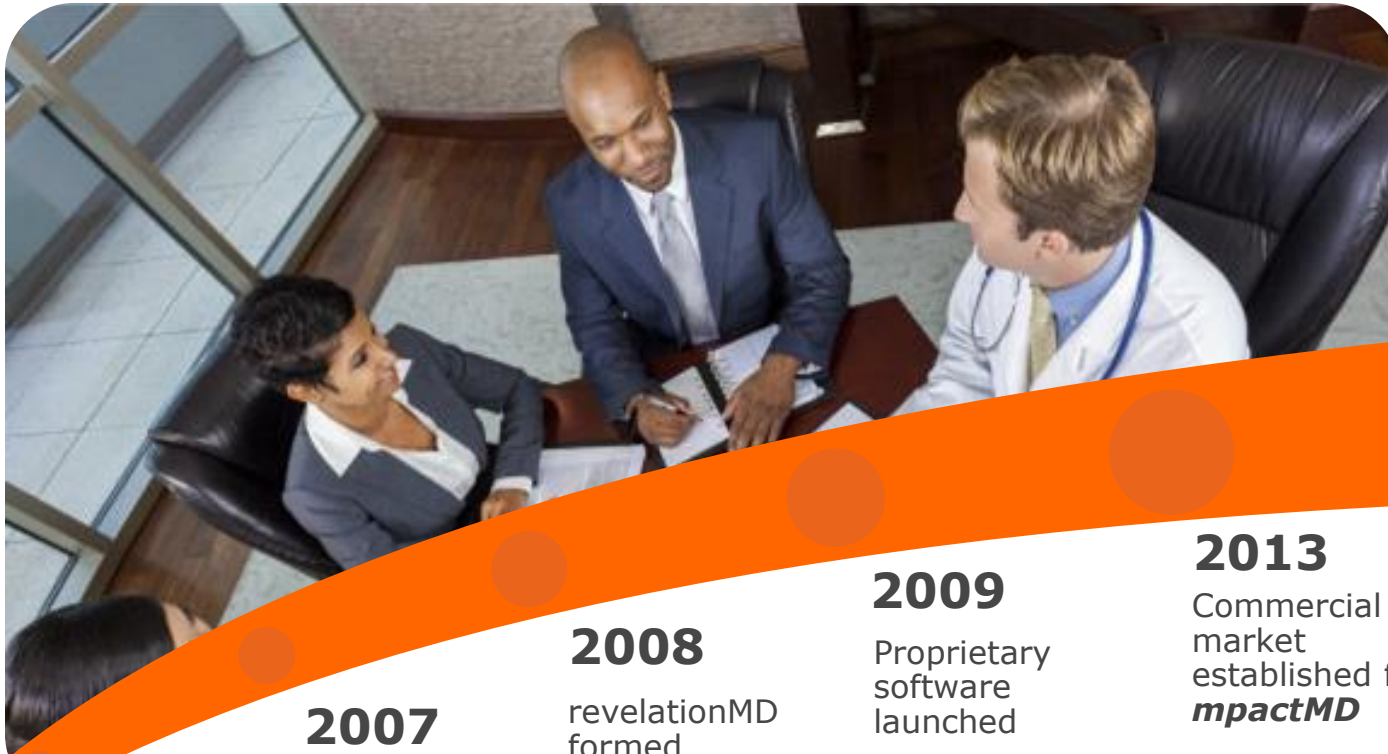 2007
2008
revelationMD
formed
2009
Proprietary
software
launched
2013
Commercial
market
established
mpactMD